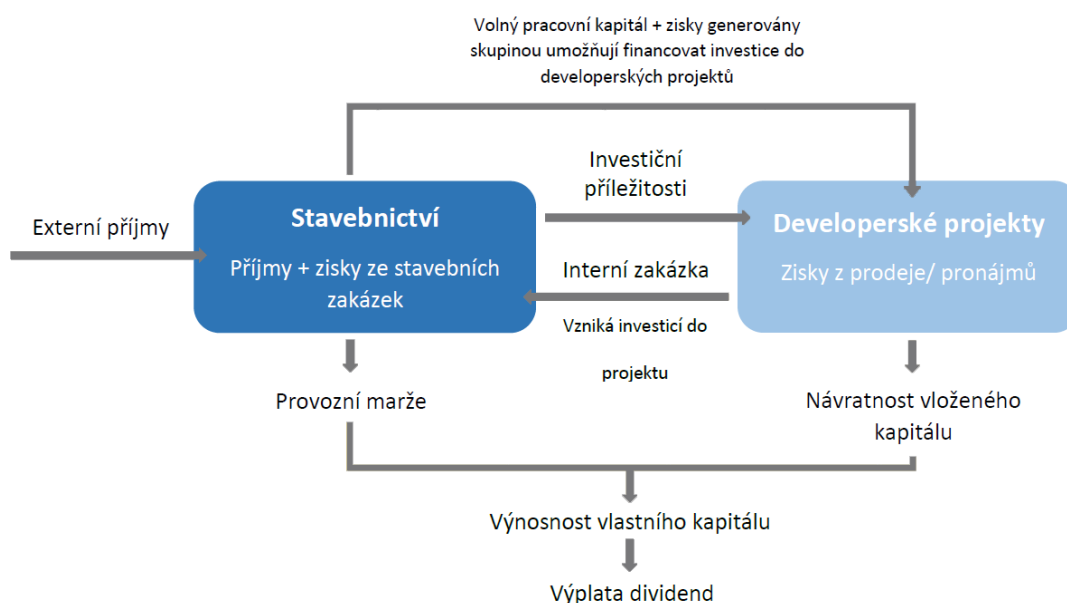 Volný pracovní kapitál + zisky generovány
skupinou umožňují financovat investice do
developerských projektů
Investiční
příležitosti
Externí příjmy
Stavebnictví
Příjmy + zisky ze stavebních
zakázek
Developerské projekty
Zisky z prodeje/ pronájmů
Interní zakázka
Vzniká investicí do
projektu
Provozní marže
Návratnost vloženého
kapitálu
Výnosnost vlastního kapitálu
Výplata dividend